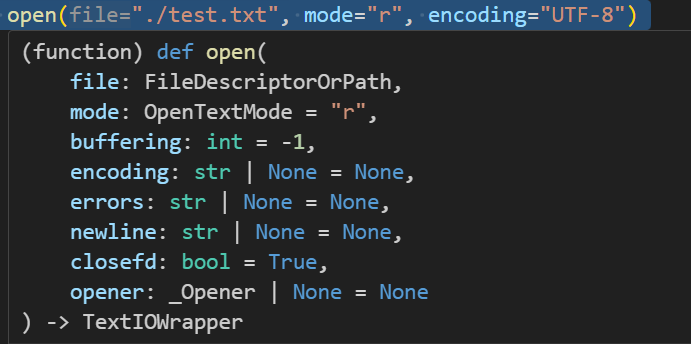 open(file="./test.txt", mode="r", encoding="UTF-8")
(function) def open(
    file: FileDescriptorOrPath,
    mode: OpenTextMode = "r",
    buffering: int = -1,
    encoding: str | None = None,
    errors: str | None = None,
    newline: str | None = None,
    closefd: bool = True,
    opener: _Opener | None = None
) -> TextIOWrapper